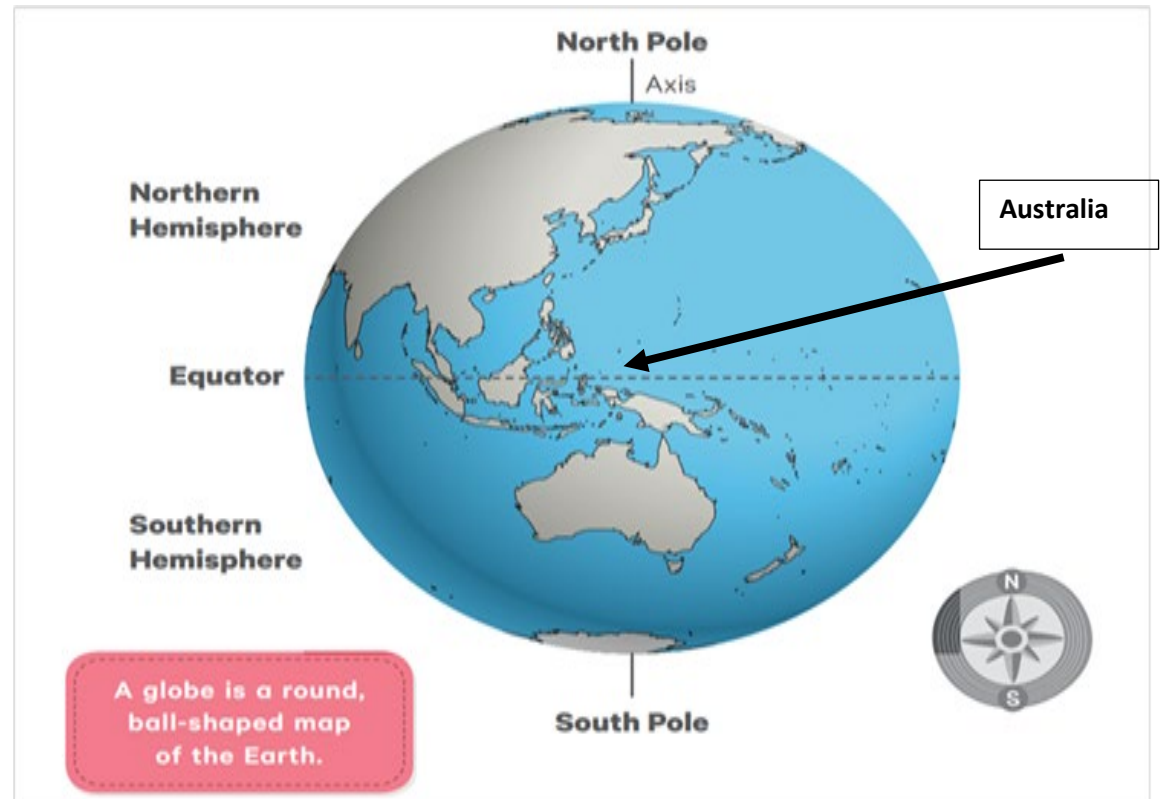 North Pole
Axis
Northern
Hemisphere
Australia
Equator
Southern
Hemisphere
N
S
A globe is a round,
ball-shaped map
of the Earth.
South Pole